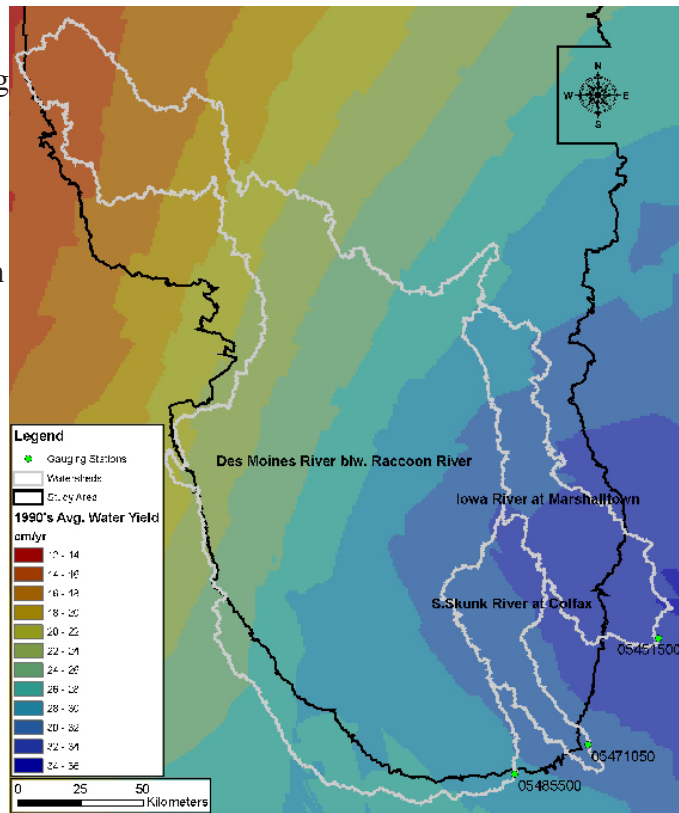 g
n
N
W E
S
Legend
Gauging Stations
Watersheds
Study Area
1990's Avg. Water Yield
cm/yr
12 - 14
14 - 16
16 - 18
18 - 20
20 - 22
22 - 24
24 - 26
26 - 28
28 - 30
30 - 32
32 - 34
34 - 36
Des Moines River blw. Raccoon River
Iowa River at Marshalltown
S.Skunk River at Colfax
05451500
05471050
05485500
0 25 50
Kilometers